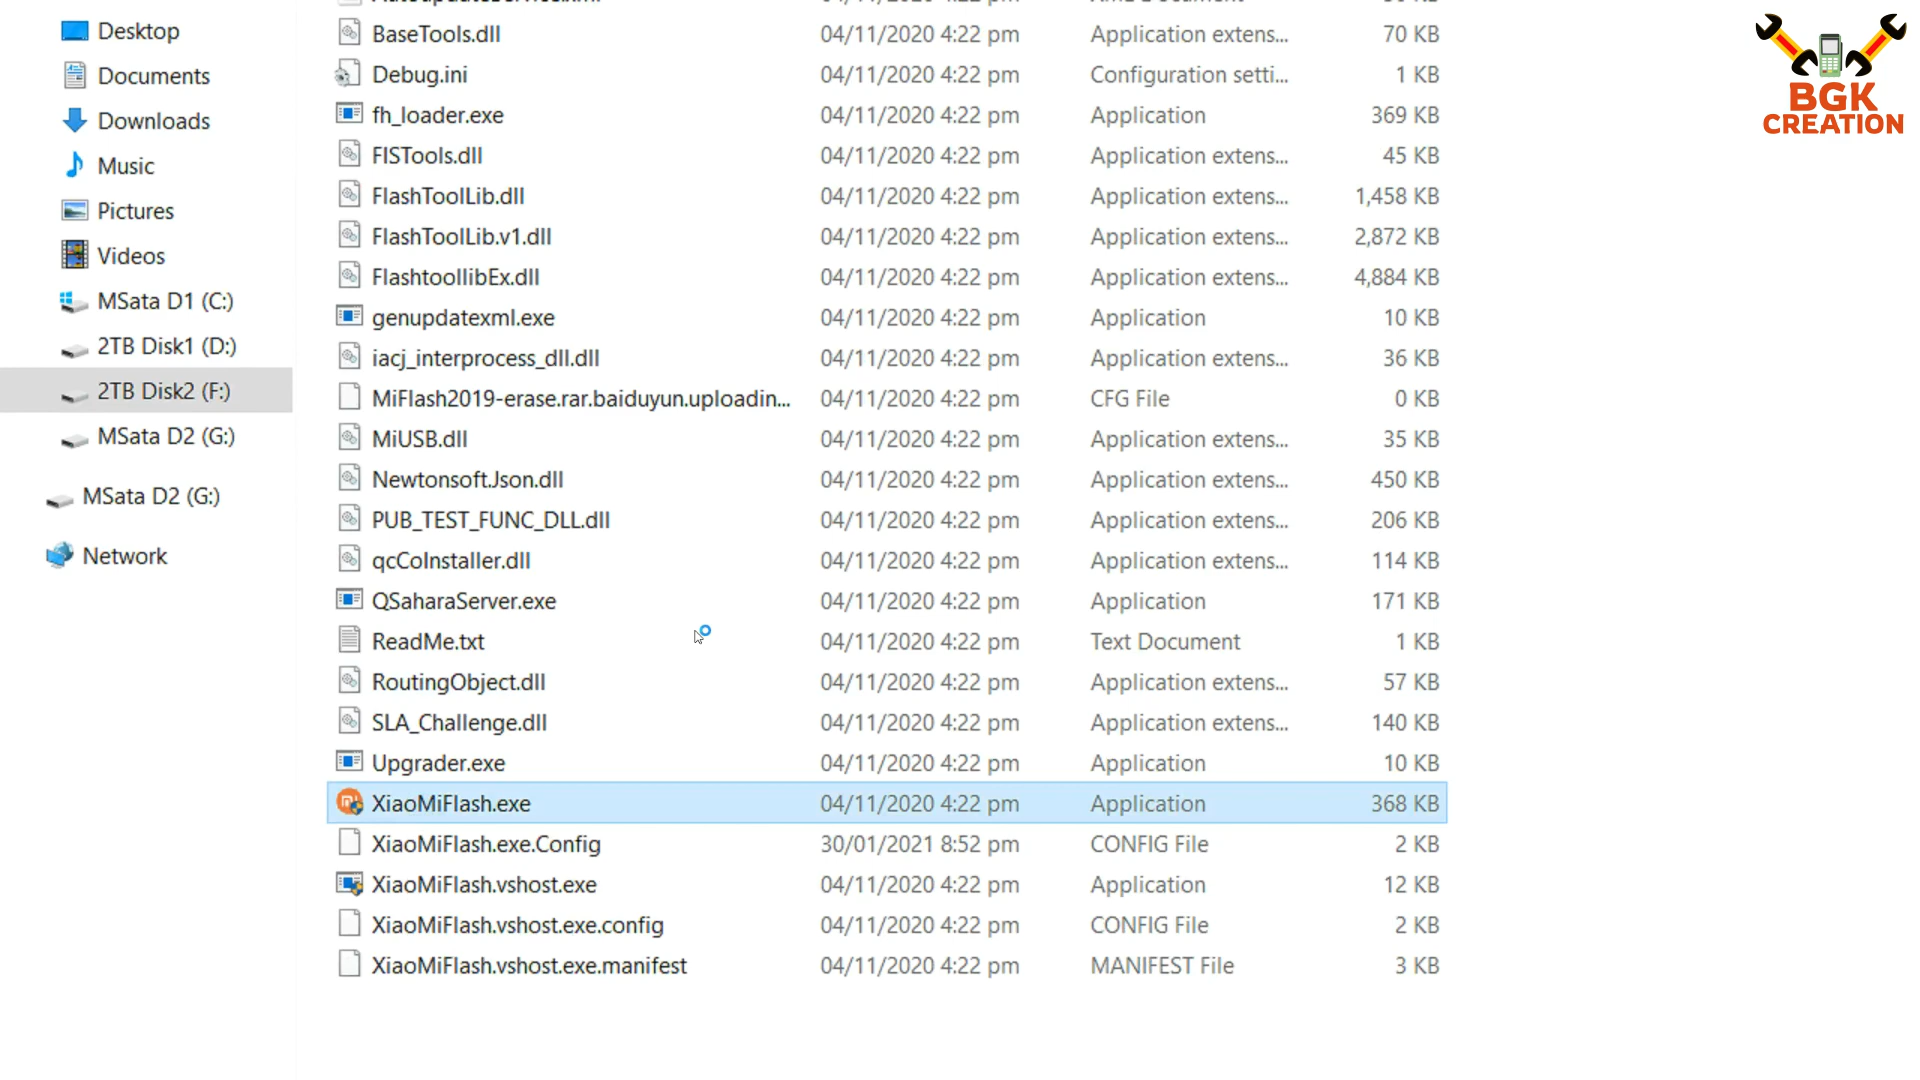 Desktop
Documents
Downloads
Music
Pictures
Videos
MSata D1 (C:)
2TB Disk1 (D:)
2TB Disk2 (F:)
MSata D2 (G:)
MSata D2 (G:)
Network
BaseTools.dll 04/11/2020 4:22 pm Application extens... 70 KB
Debug.ini 04/11/2020 4:22 pm Configuration setti... 1 KB
fh_loader.exe 04/11/2020 4:22 pm Application 369 KB
FISTools.dll 04/11/2020 4:22 pm Application extens... 45 KB
FlashToolLib.dll 04/11/2020 4:22 pm Application extens... 1,458 KB
FlashToolLib.v1.dll 04/11/2020 4:22 pm Application extens... 2,872 KB
FlashtoollibEx.dll 04/11/2020 4:22 pm Application extens... 4,884 KB
genupdatexml.exe 04/11/2020 4:22 pm Application 10 KB
iacj_interprocess_dll.dll 04/11/2020 4:22 pm Application extens... 36 KB
MiFlash2019-erase.rar.baiduyun.uploadin... 04/11/2020 4:22 pm CFG File 0 KB
MiUSB.dll 04/11/2020 4:22 pm Application extens... 35 KB
Newtonsoft.Json.dll 04/11/2020 4:22 pm Application extens... 450 KB
PUB_TEST_FUNC_DLL.dll 04/11/2020 4:22 pm Application extens... 206 KB
qcCoInstaller.dll 04/11/2020 4:22 pm Application extens... 114 KB
QSaharaServer.exe 04/11/2020 4:22 pm Application 171 KB
ReadMe.txt 04/11/2020 4:22 pm Text Document 1 KB
RoutingObject.dll 04/11/2020 4:22 pm Application extens... 57 KB
SLA_Challenge.dll 04/11/2020 4:22 pm Application extens... 140 KB
Upgrader.exe 04/11/2020 4:22 pm Application 10 KB
XiaoMiFlash.exe 04/11/2020 4:22 pm Application 368 KB
XiaoMiFlash.exe.Config 30/01/2021 8:52 pm CONFIG File 2 KB
XiaoMiFlash.vshost.exe 04/11/2020 4:22 pm Application 12 KB
XiaoMiFlash.vshost.exe.config 04/11/2020 4:22 pm CONFIG File 2 KB
XiaoMiFlash.vshost.exe.manifest 04/11/2020 4:22 pm MANIFEST File 3 KB
BGK
CREATION